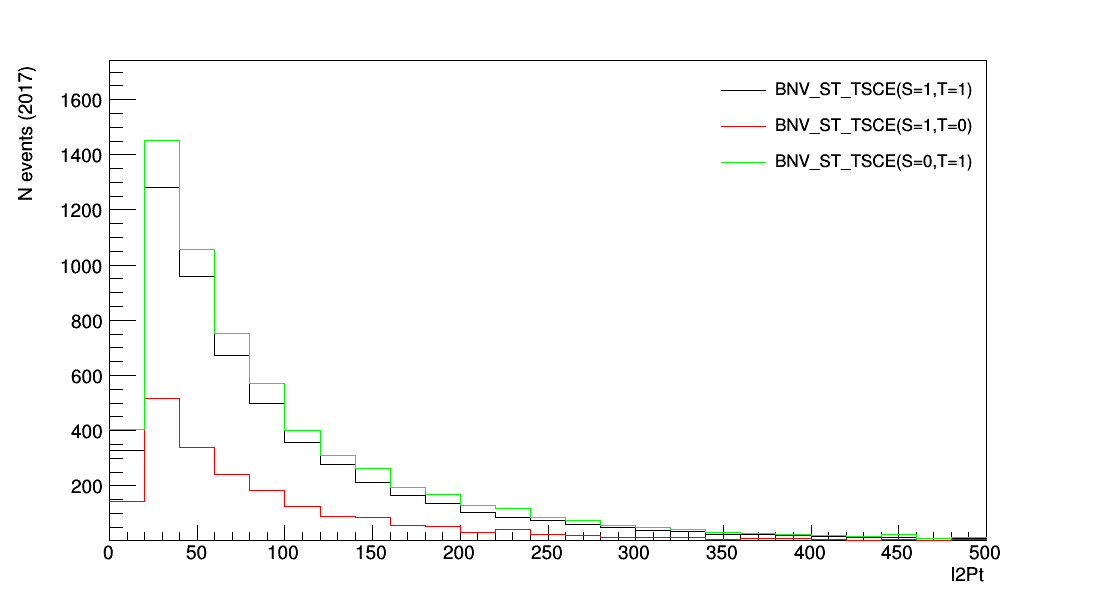 N events (2017)
1600
1400
1200
1000
800
600
400
200
BNV_ST_TSCE(S=1,T=1)
BNV_ST_TSCE(S=1,T=0)
BNV_ST_TSCE(S=0,T=1)
0 50 100 150 200 250 300 350 400 450 500
l2Pt